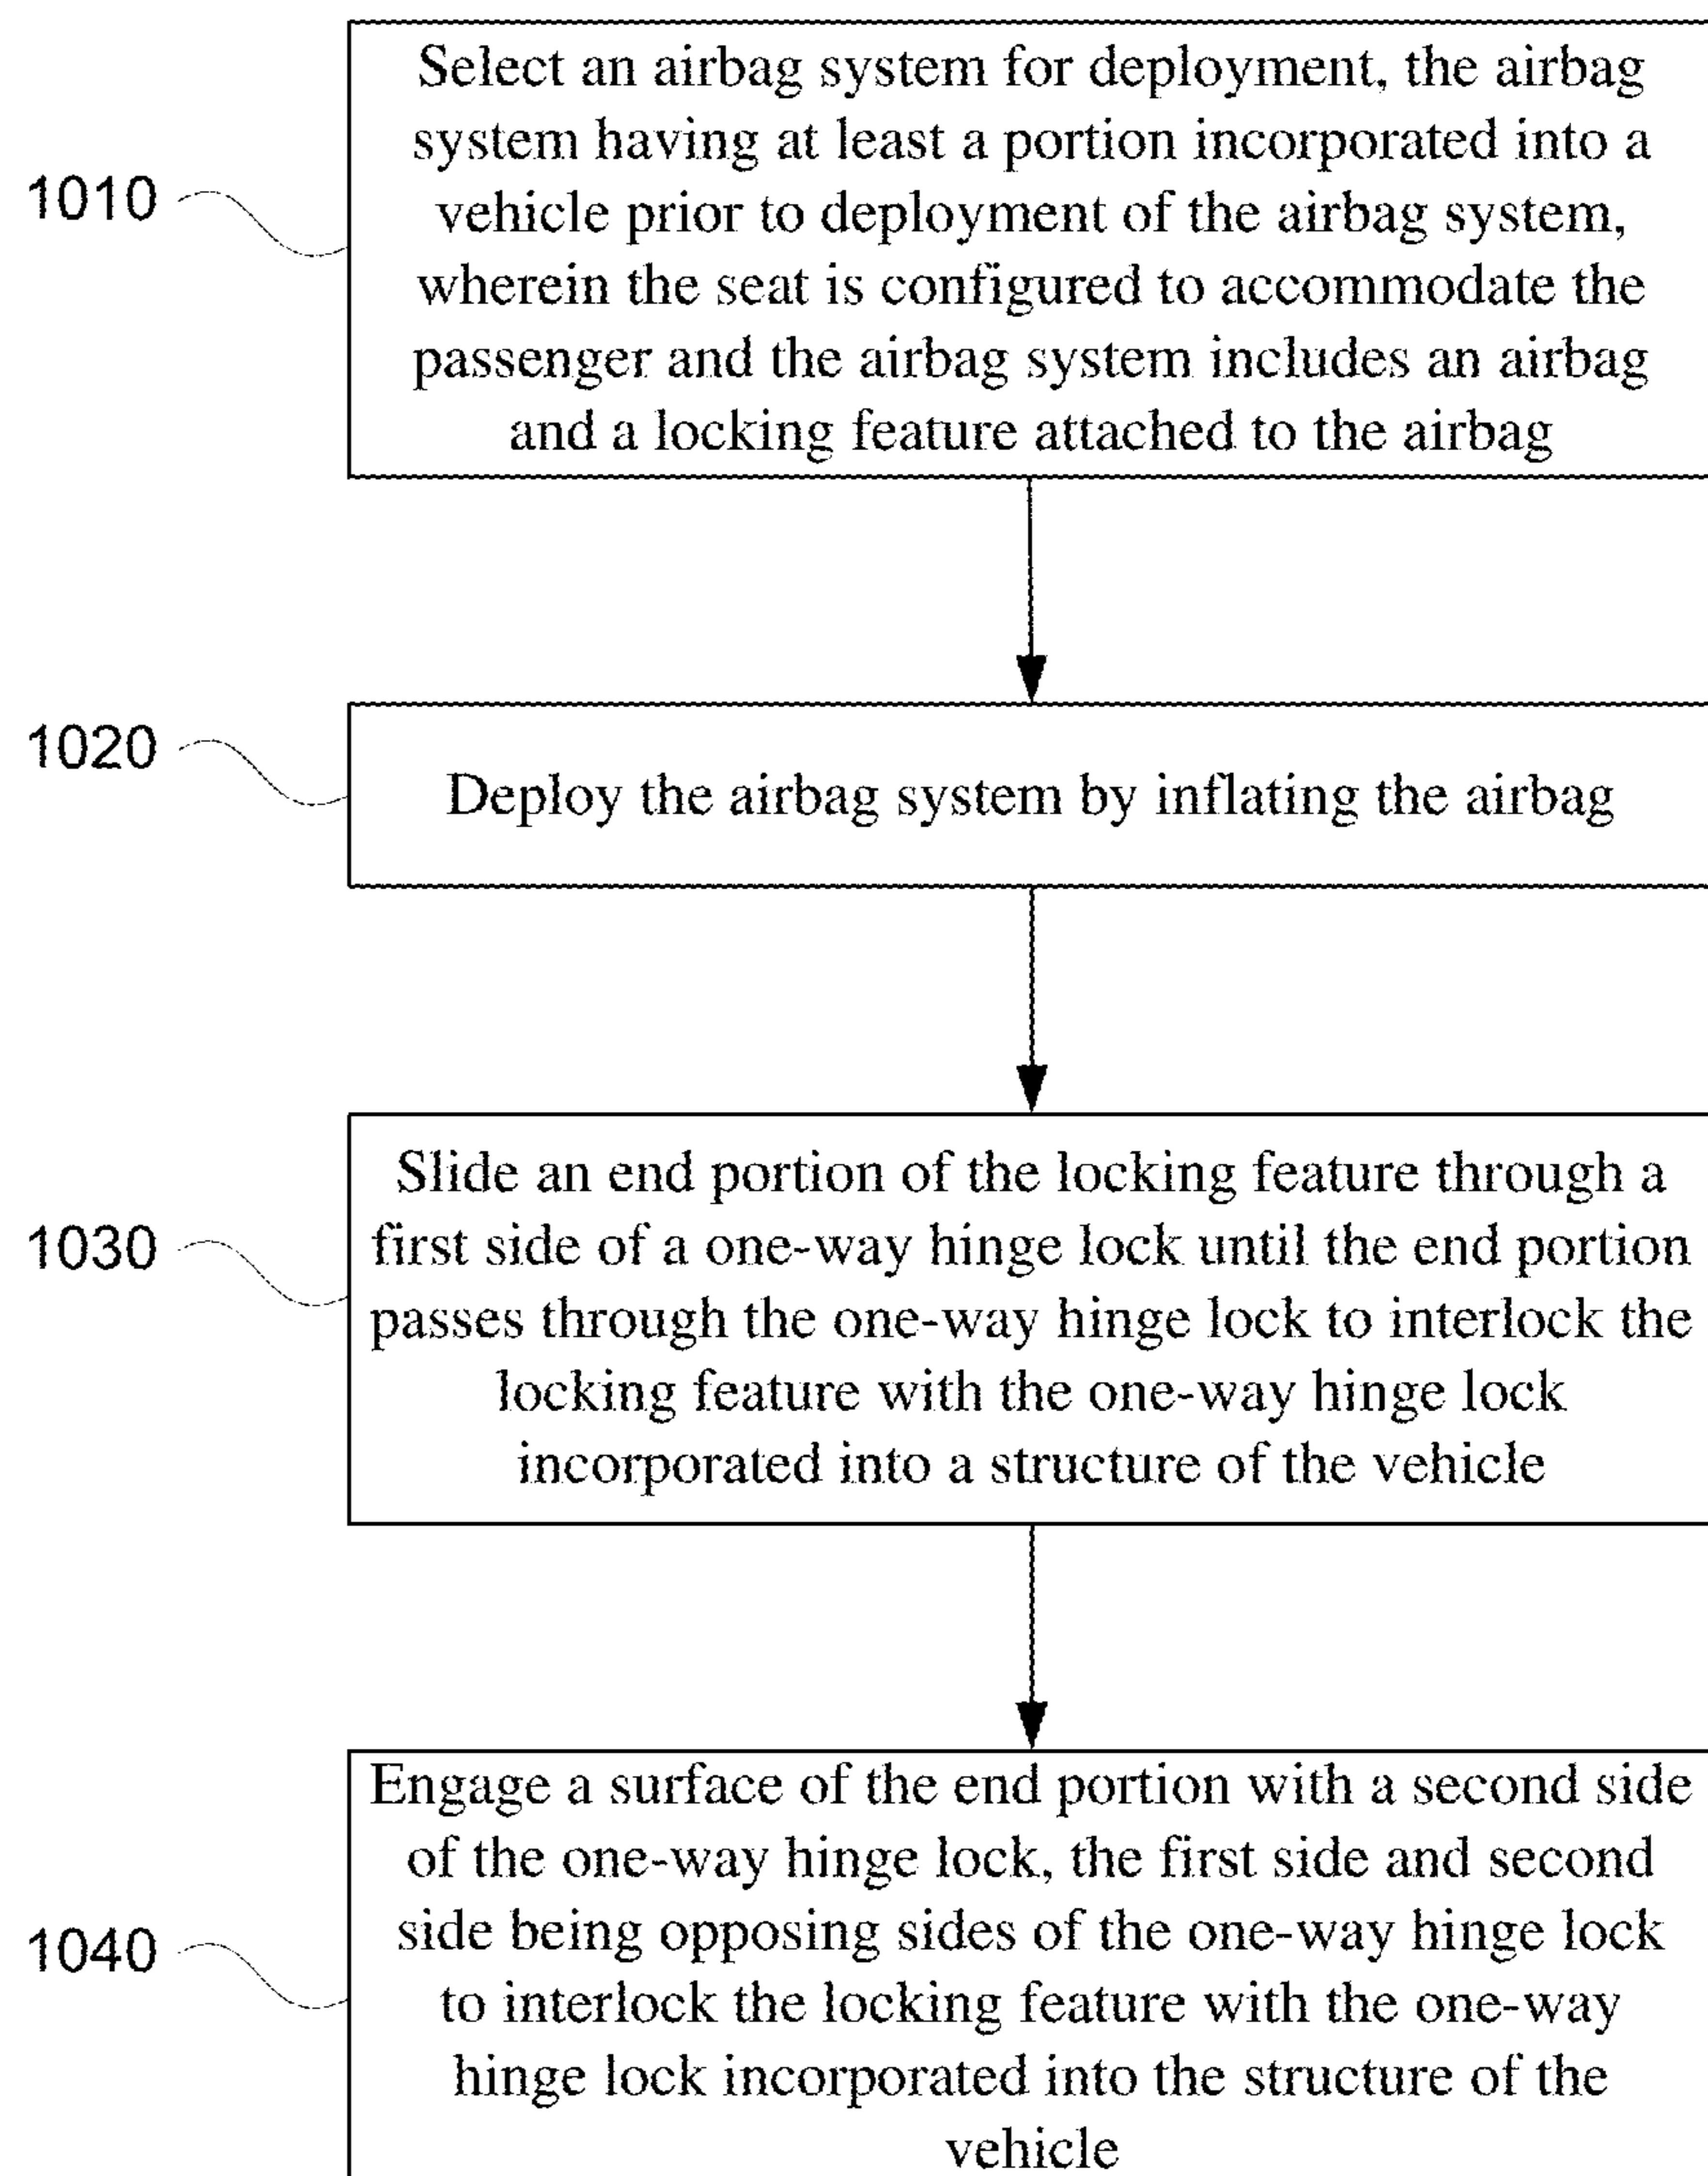 1010
Select an airbag system for deployment, the airbag
system having at least a portion incorporated into a
vehicle prior to deployment of the airbag system,
wherein the seat is configured to accommodate the
passenger and the airbag system includes an airbag
and a locking feature attached to the airbag
1020
Deploy the airbag system by inflating the airbag
1030
Slide an end portion of the locking feature through a
first side of a one-way hinge lock until the end portion
passes through the one-way hinge lock to interlock the
locking feature with the one-way hinge lock
incorporated into a structure of the vehicle
1040
Engage a surface of the end portion with a second side
of the one-way hinge lock, the first side and second
side being opposing sides of the one-way hinge lock
to interlock the locking feature with the one-way
hinge lock incorporated into the structure of the
vehicle